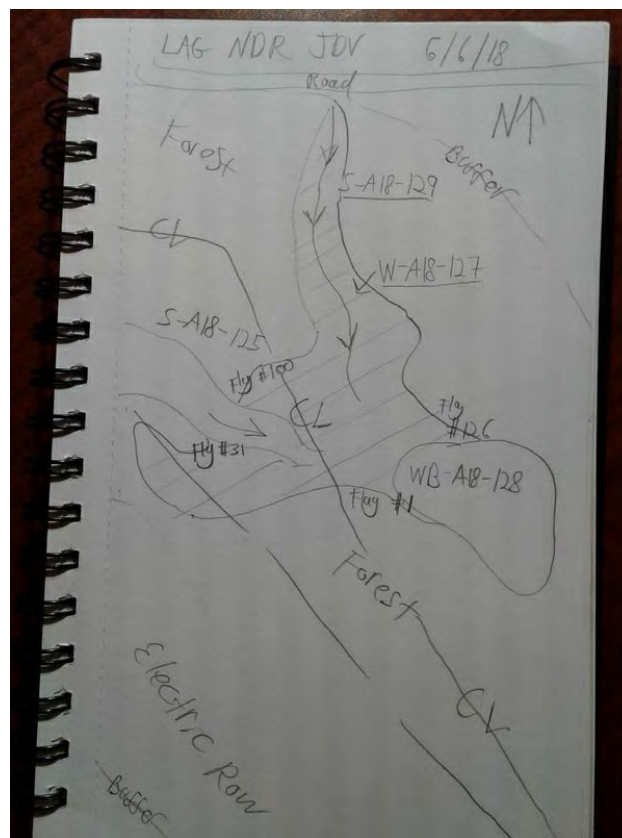 LAG NDR JDV 6/6/18
Road
N
Forest
Buffer
S-A18-129
CL
W-A18-127
S-A18-125
Flag #100
Flag #126
CL
Flag #31
WB-A18-128
Flag #1
Forest
CL
Electric Row
Buffer